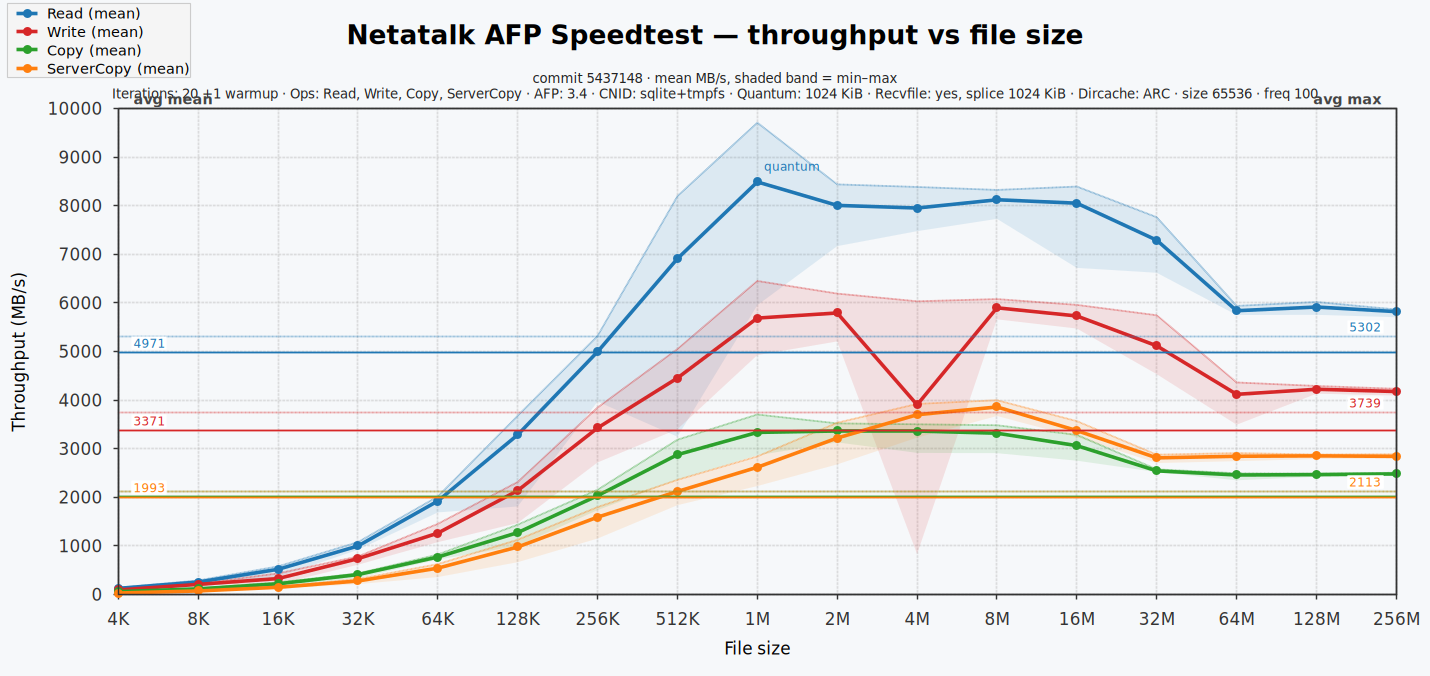 Read (mean)
Write (mean)
Copy (mean)
ServerCopy (mean)
Netatalk AFP Speedtest — throughput vs file size
commit 5437148 · mean MB/s, shaded band = min–max
Iterations: 20 +1 warmup · Ops: Read, Write, Copy, ServerCopy · AFP: 3.4 · CNID: sqlite+tmpfs · Quantum: 1024 KiB · Recvfile: yes, splice 1024 KiB · Dircache: ARC · size 65536 · freq 100
avg mean
avg max
10000
9000
8000
7000
6000
5000
4000
3000
2000
1000
0
Throughput (MB/s)
quantum
4971
5302
3371
3739
1993
2113
4K 8K 16K 32K 64K 128K 256K 512K 1M 2M 4M 8M 16M 32M 64M 128M 256M
File size